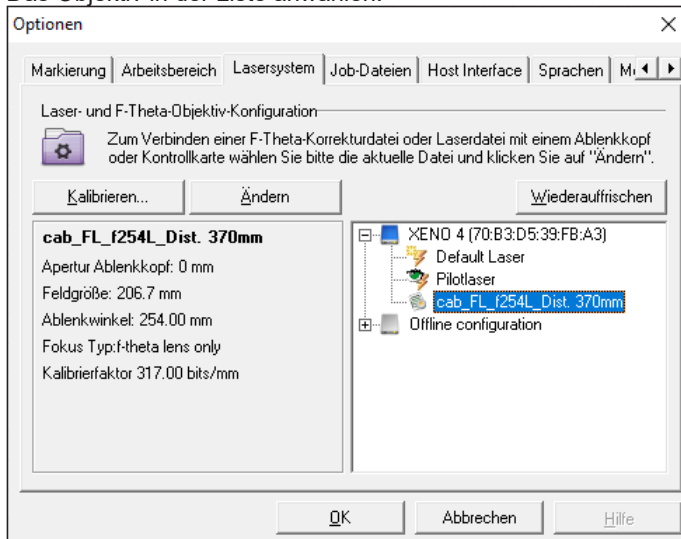 Das Objektiv in der Liste anwählen.
Optionen
Markierung Arbeitsbereich Lasersystem Job-Dateien Host Interface Sprachen
Laser- und F-Theta-Objektiv-Konfiguration
Zum Verbinden einer F-Theta-Korrekturdatei oder Laserdatei mit einem Ablenkkopf
oder Kontrollkarte wählen Sie bitte die aktuelle Datei und klicken Sie auf "Ändern".
Kalibrieren... Ändern Wiederauffrischen
cab_FL_f254L_Dist. 370mm
Apertur Ablenkkopf: 0 mm
Feldgröße: 206.7 mm
Ablenkwinkel: 254.00 mm
Fokus Typ:f-theta lens only
Kalibrierfaktor 317.00 bits/mm
XENO 4 (70:B3:D5:39:FB:A3)
Default Laser
Pilotlaser
cab_FL_f254L_Dist. 370mm
Offline configuration
OK Abbrechen Hilfe